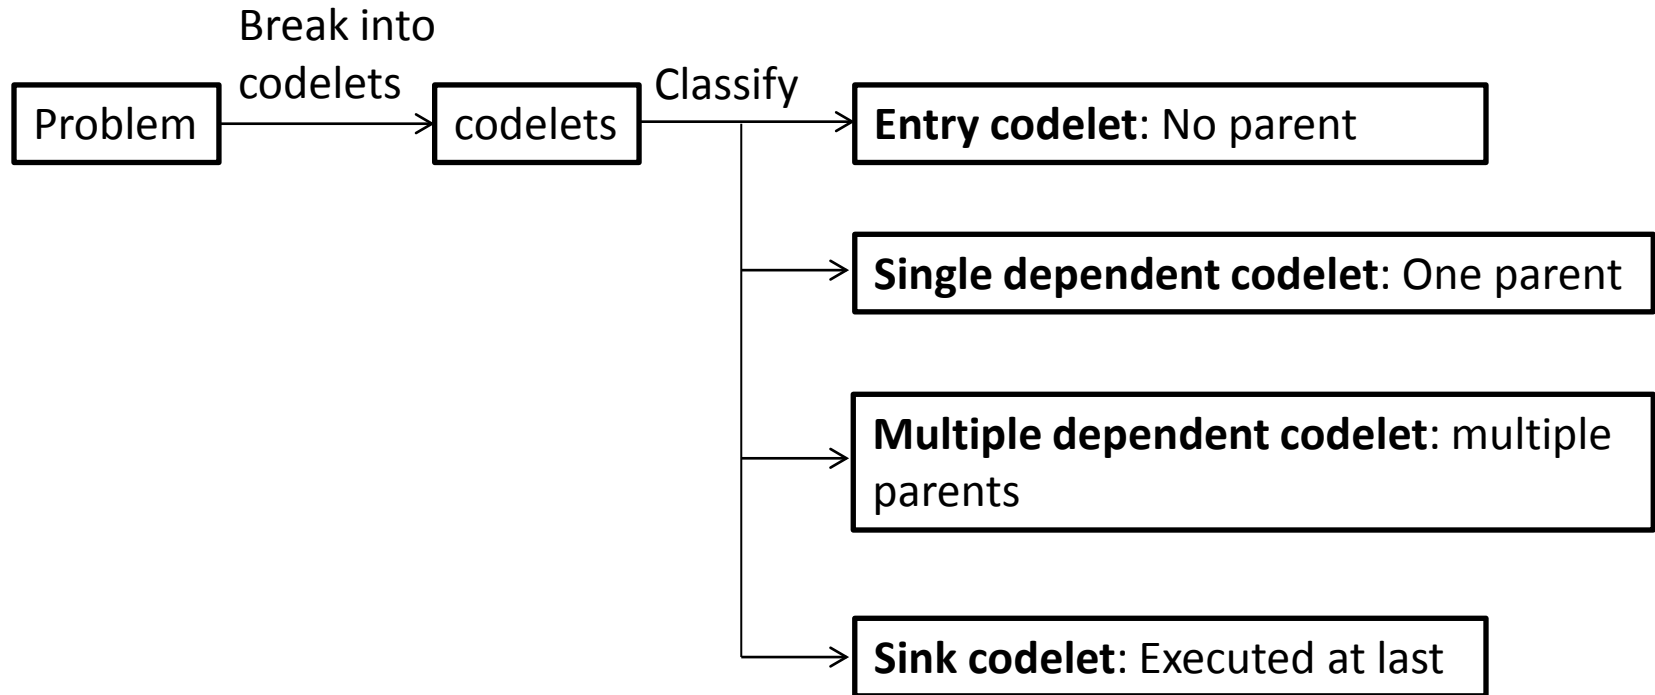 Break into
codelets
Problem
codelets
Classify
Entry codelet: No parent
Single dependent codelet: One parent
Multiple dependent codelet: multiple
parents
Sink codelet: Executed at last